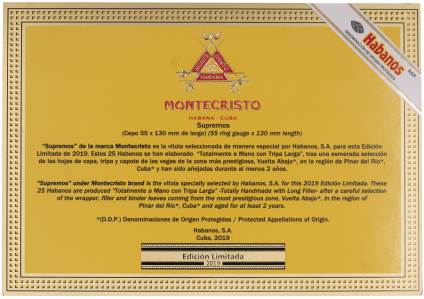 Habanos
DENOMINACIÓN DE ORIGEN PROTEGIDA
MONTECRISTO
HABANA
MONTECRISTO
HABANA CUBA
Supremos
(Cepo 55 x 130 mm de largo) (55 ring gauge x 130 mm length)
"Supremos" de la marca Montecristo es la vitola seleccionada de manera especial por Habanos, S.A. para esta Edición
Limitada de 2019. Estos 25 Habanos se han elaborado "Totalmente a Mano con Tripa Larga", tras una esmerada selección
de las hojas de capa, tripa y capote de las vegas de la zona más prestigiosa, Vuelta Abajo*, en la región de Pinar del Río*,
Cuba* y han sido añejadas durante al menos 2 años.
"Supremos" under Montecristo brand is the vitola specially selected by Habanos, S.A. for this 2019 Edición Limitada. These
25 Habanos are produced "Totalmente a Mano con Tripa Larga" -Totally Handmade with Long Filler- after a careful selection
of the wrapper, filler and binder leaves coming from the most prestigious zone, Vuelta Abajo*, in the region of
Pinar del Río*, Cuba* and aged for at least 2 years.
*(D.O.P.) Denominaciones de Origen Protegidas / Protected Appellations of Origin.
Habanos, S.A.
Cuba, 2019
Edición Limitada
2019